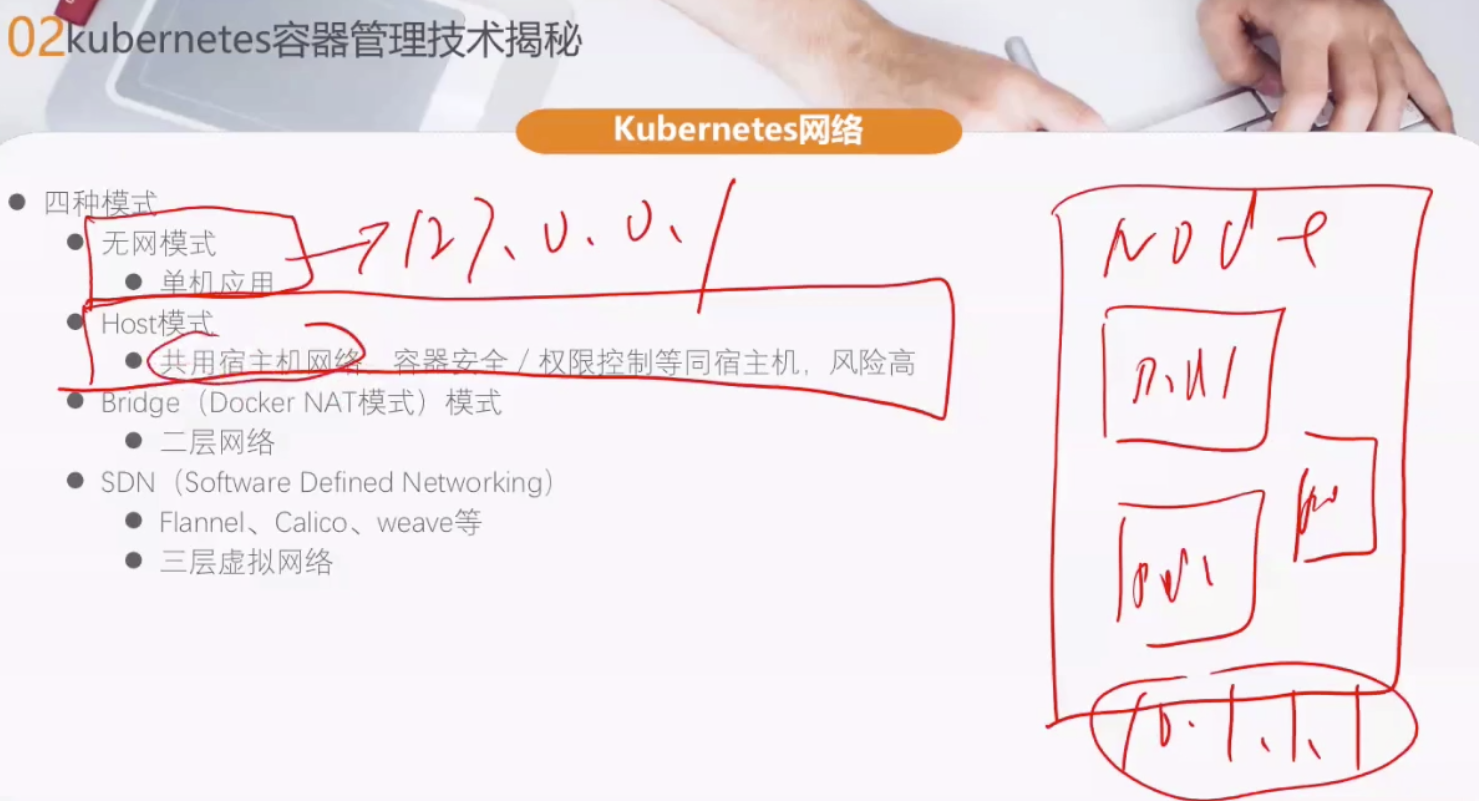 02kubernetes容器管理技术揭秘
Kubernetes网络
四种模式
无网模式
127.0.0.1
单机应用
Host模式
共用宿主机网络，容器安全/权限控制等同宿主机，风险高
Bridge（Docker NAT模式）模式
二层网络
SDN（Software Defined Networking）
Flannel、Calico、weave等
三层虚拟网络
Node
10.1.1.1